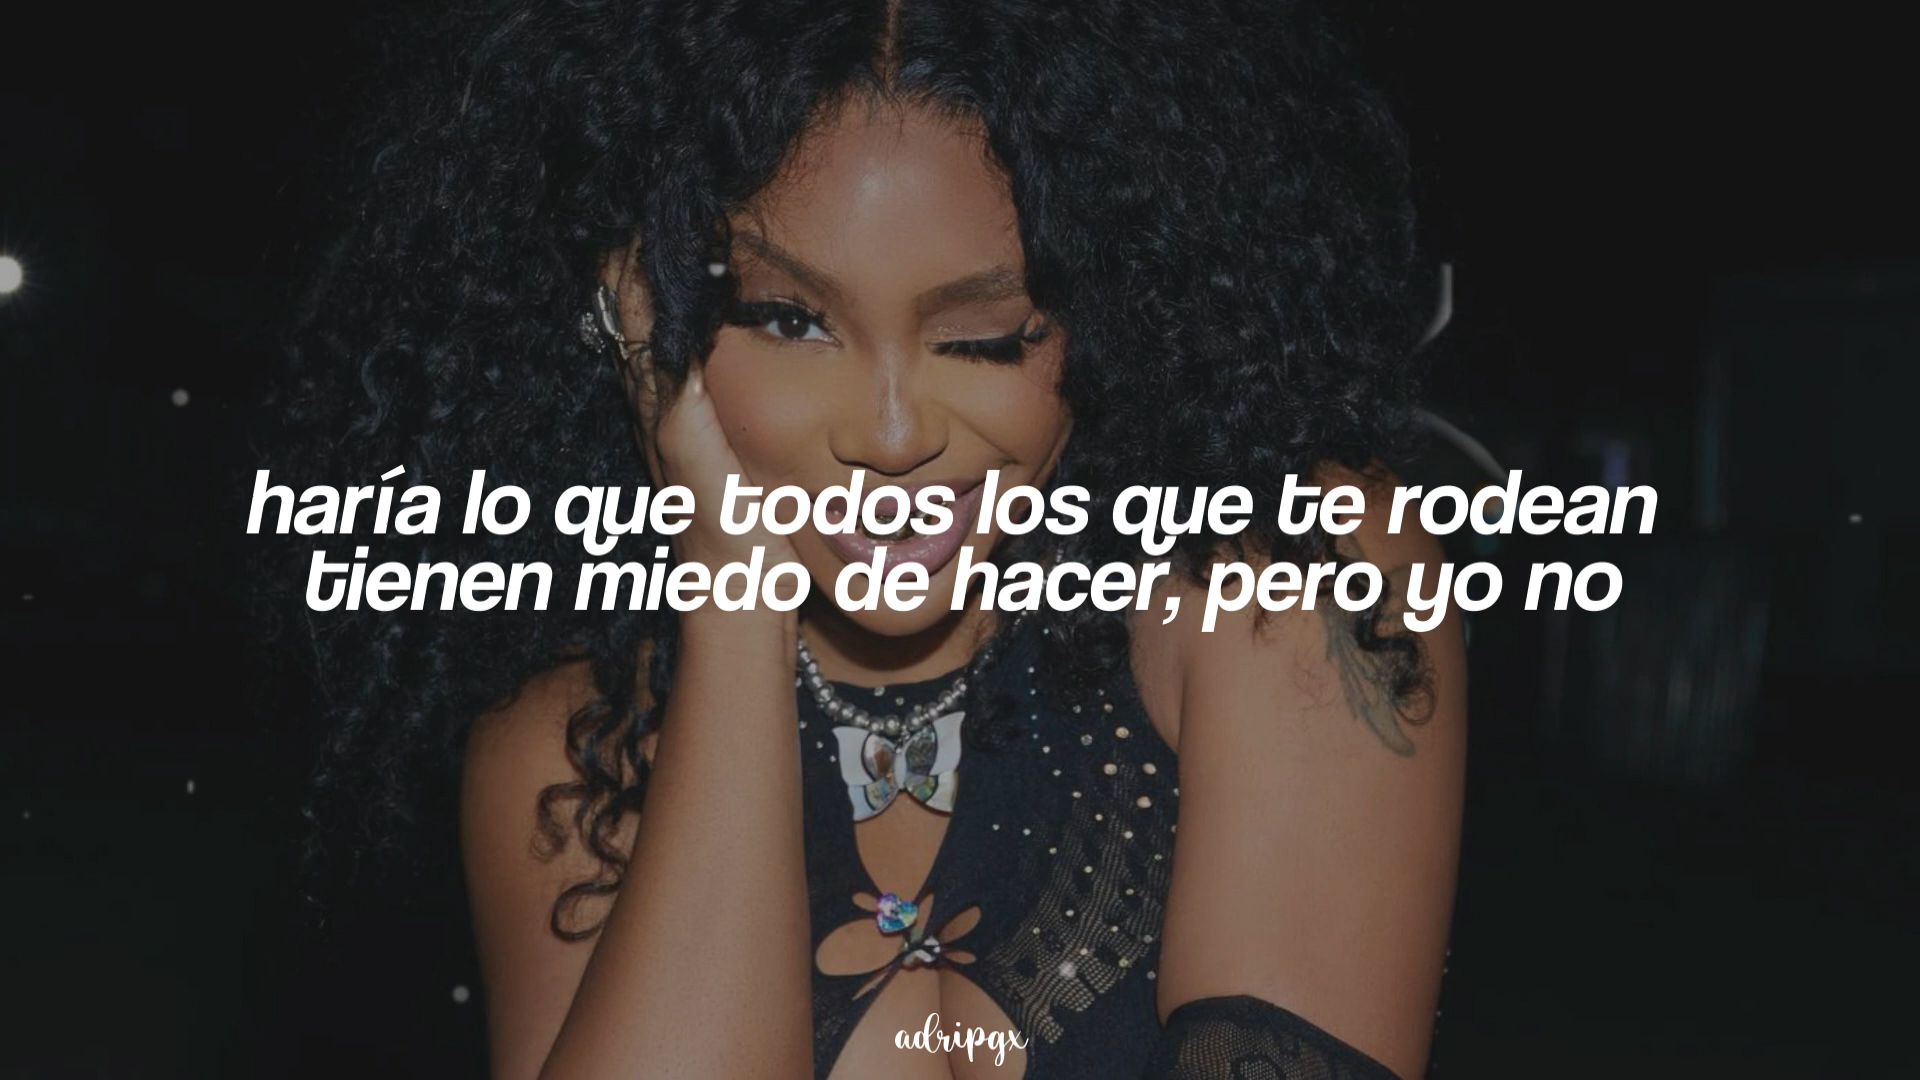 haría lo que todos los que te rodean
tienen miedo de hacer, pero yo no
adripgx